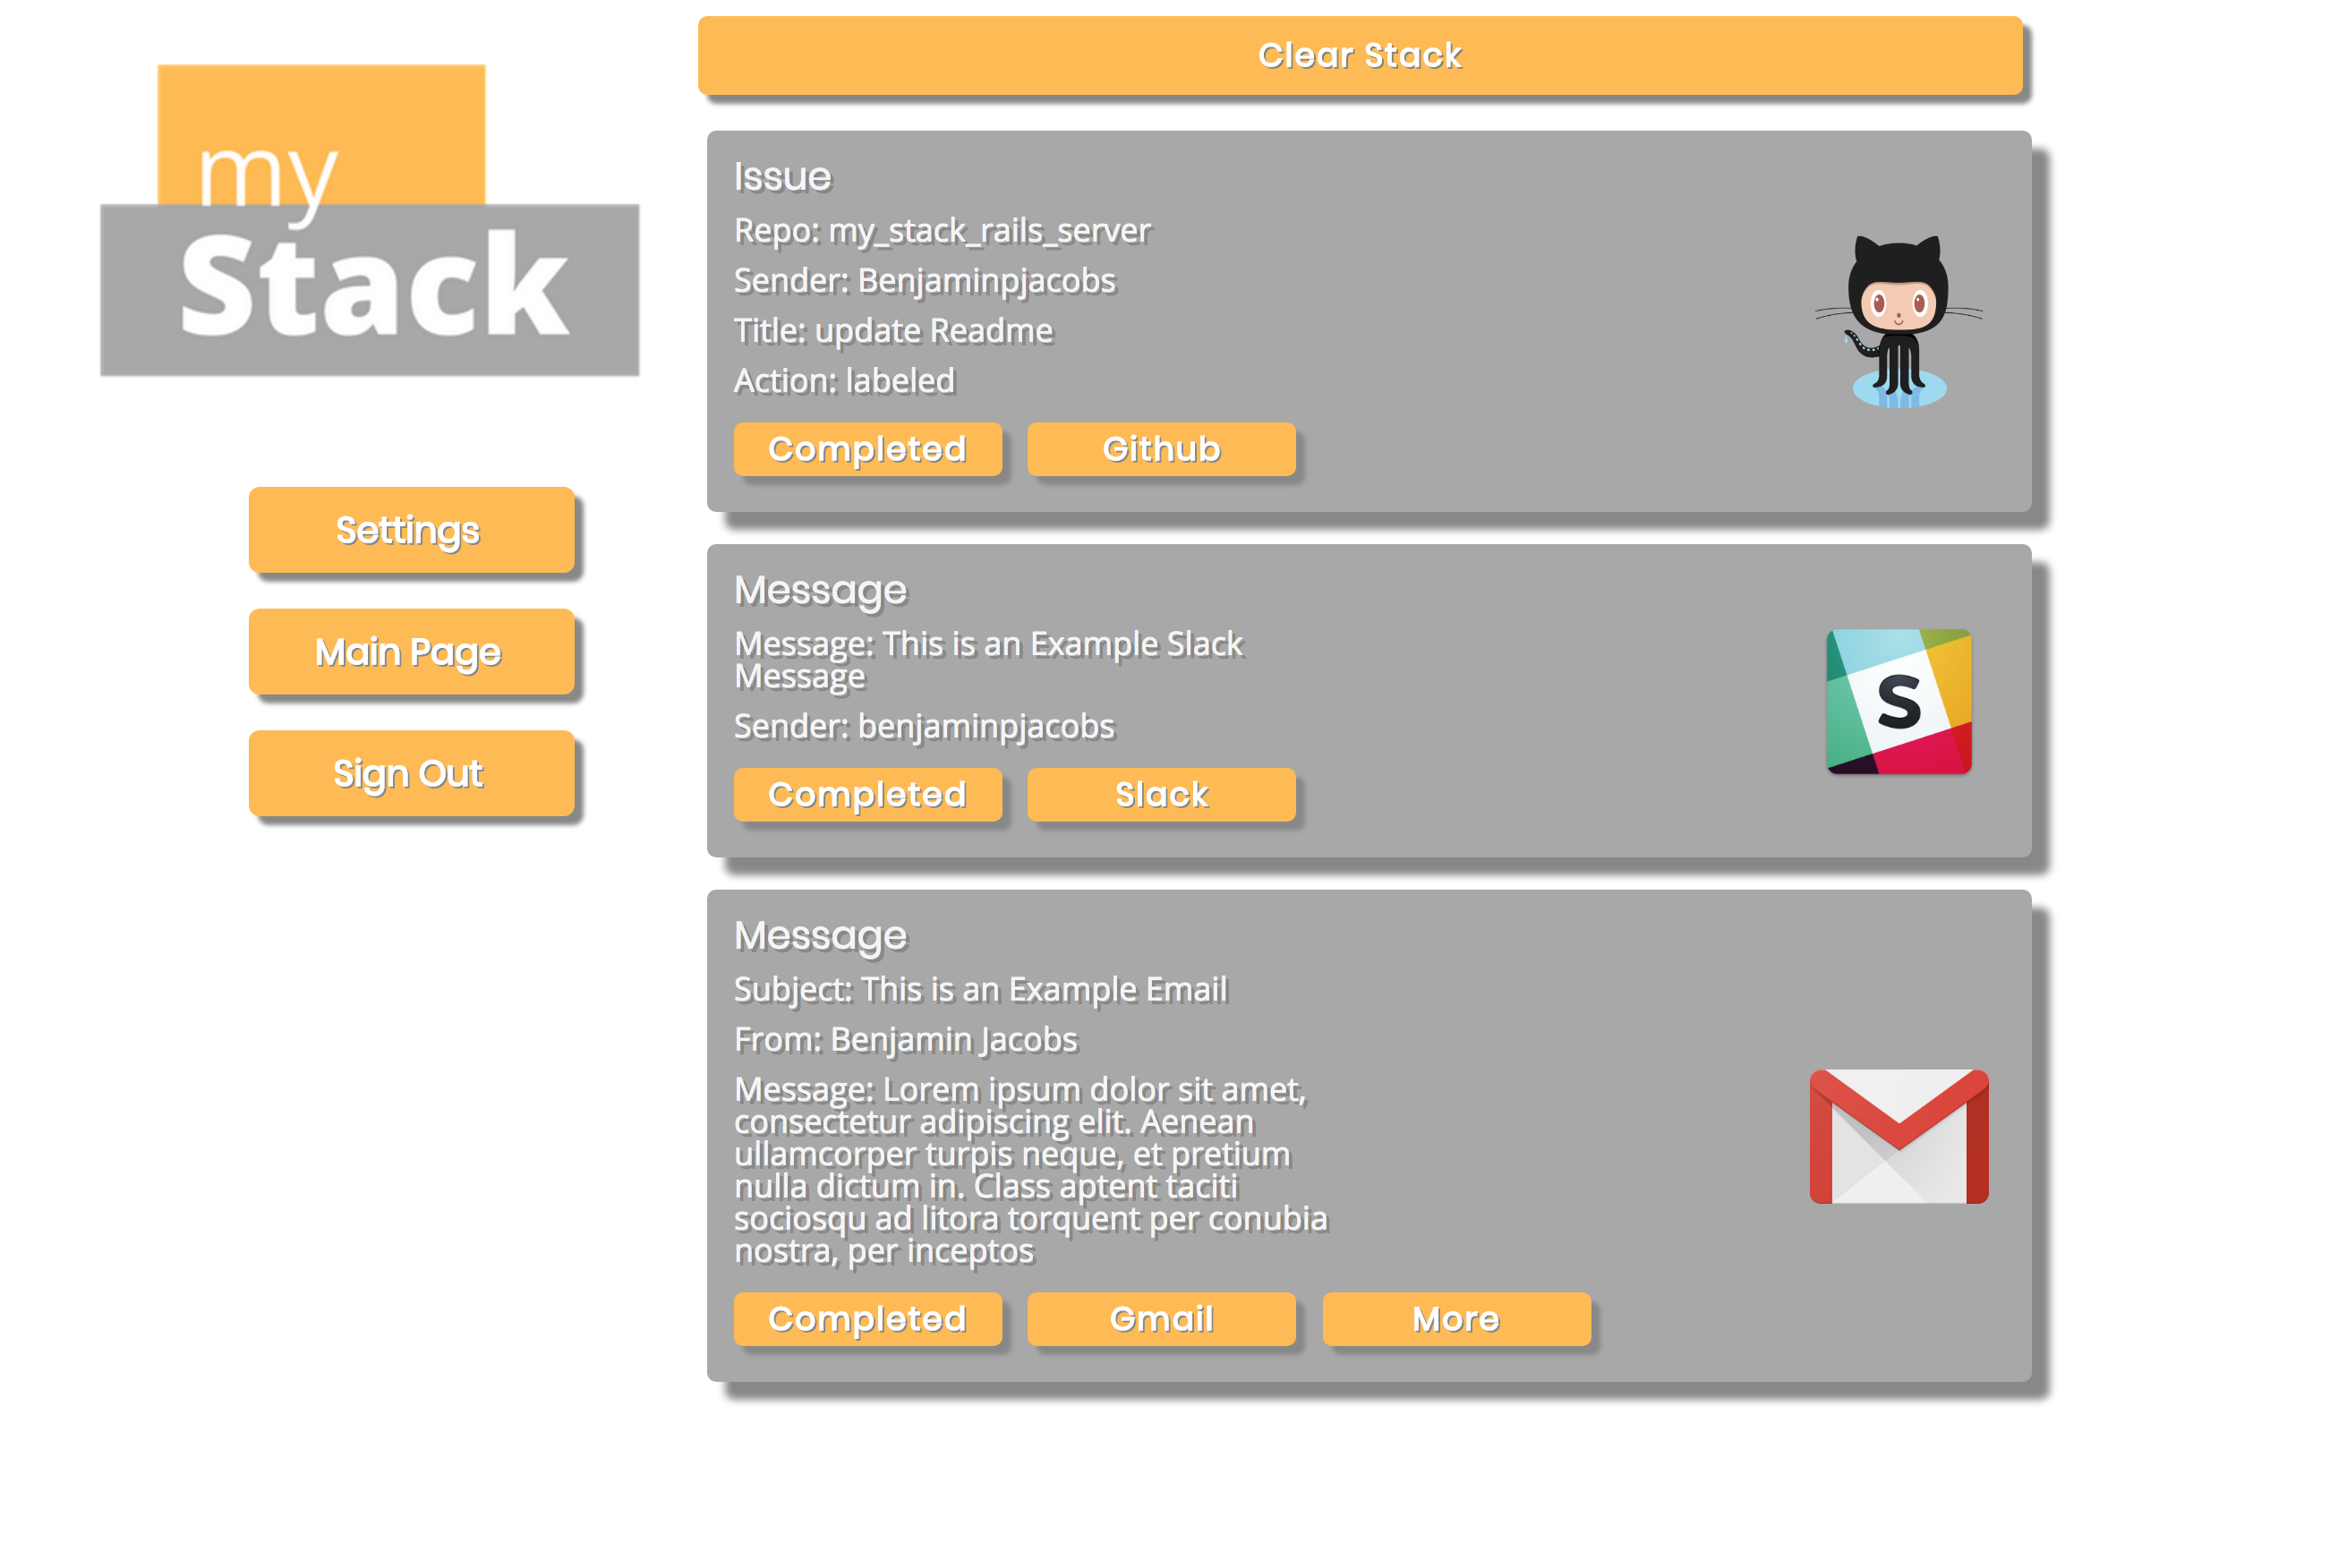 my
Stack
Settings
Main Page
Sign Out
Clear Stack
Issue
Repo: my_stack_rails_server
Sender: Benjaminpjacobs
Title: update Readme
Action: labeled
Completed
Github
Message
Message: This is an Example Slack
Message
Sender: benjaminpjacobs
S
Completed
Slack
Message
Subject: This is an Example Email
From: Benjamin Jacobs
Message: Lorem ipsum dolor sit amet,
consectetur adipiscing elit. Aenean
ullamcorper turpis neque, et pretium
nulla dictum in. Class aptent taciti
sociosqu ad litora torquent per conubia
nostra, per inceptos
Completed
Gmail
More